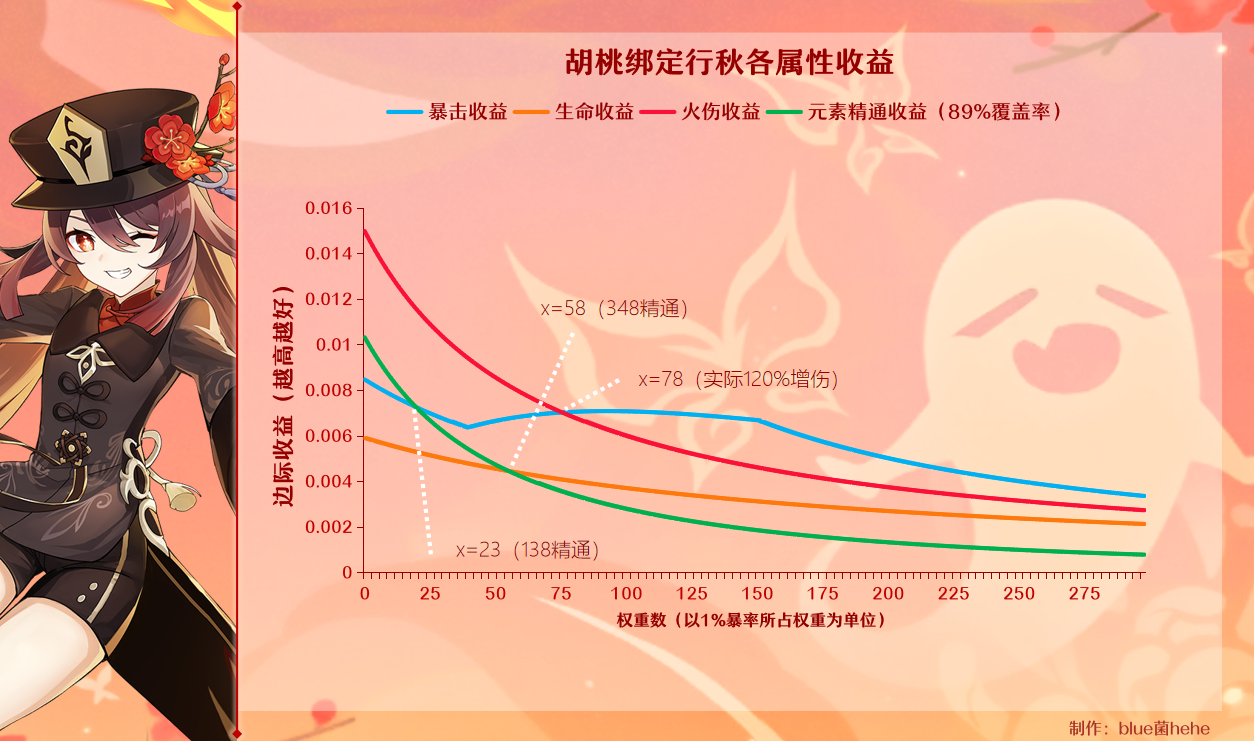 胡桃绑定行秋各属性收益
暴击收益 生命收益 火伤收益 元素精通收益（89%覆盖率）
边际收益（越高越好）
0.016
0.014
0.012
0.01
0.008
0.006
0.004
0.002
0
x=58（348精通）
x=78（实际120%增伤）
x=23（138精通）
0 25 50 75 100 125 150 175 200 225 250 275
权重数（以1%暴率所占权重为单位）
制作：blue菌hehe